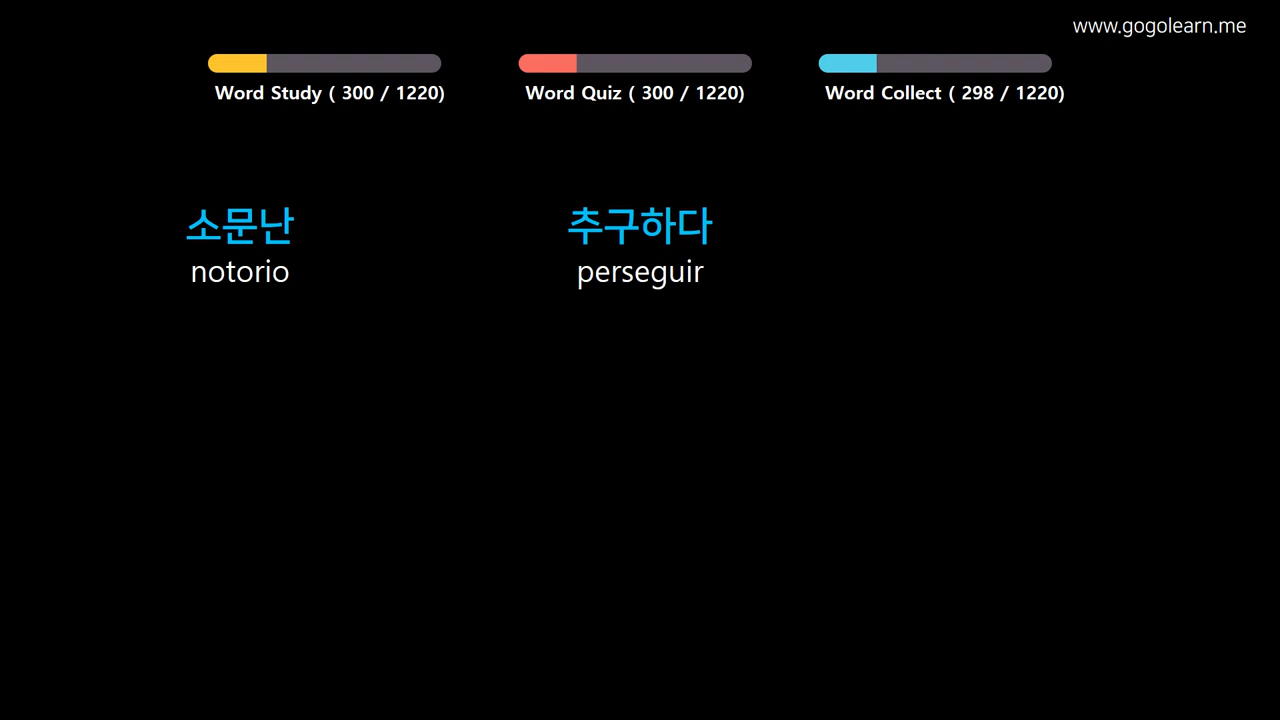 www.gogolearn.me
Word Study ( 300 / 1220)
Word Quiz ( 300 / 1220)
Word Collect ( 298 / 1220)
소문난
notorio
추구하다
perseguir